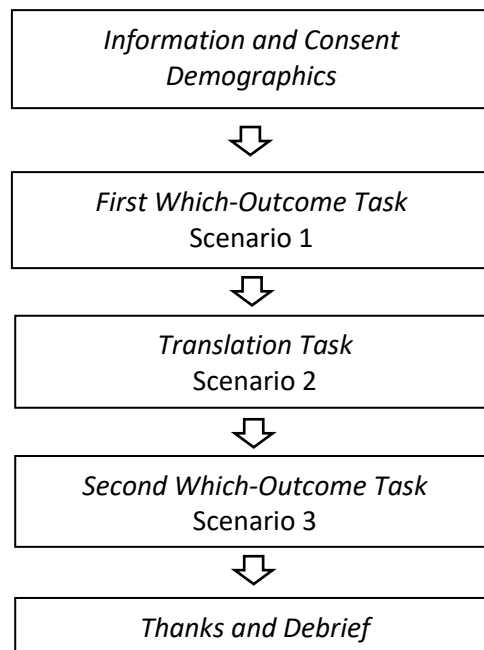 Information and Consent
Demographics
First Which-Outcome Task
Scenario 1
Translation Task
Scenario 2
Second Which-Outcome Task
Scenario 3
Thanks and Debrief